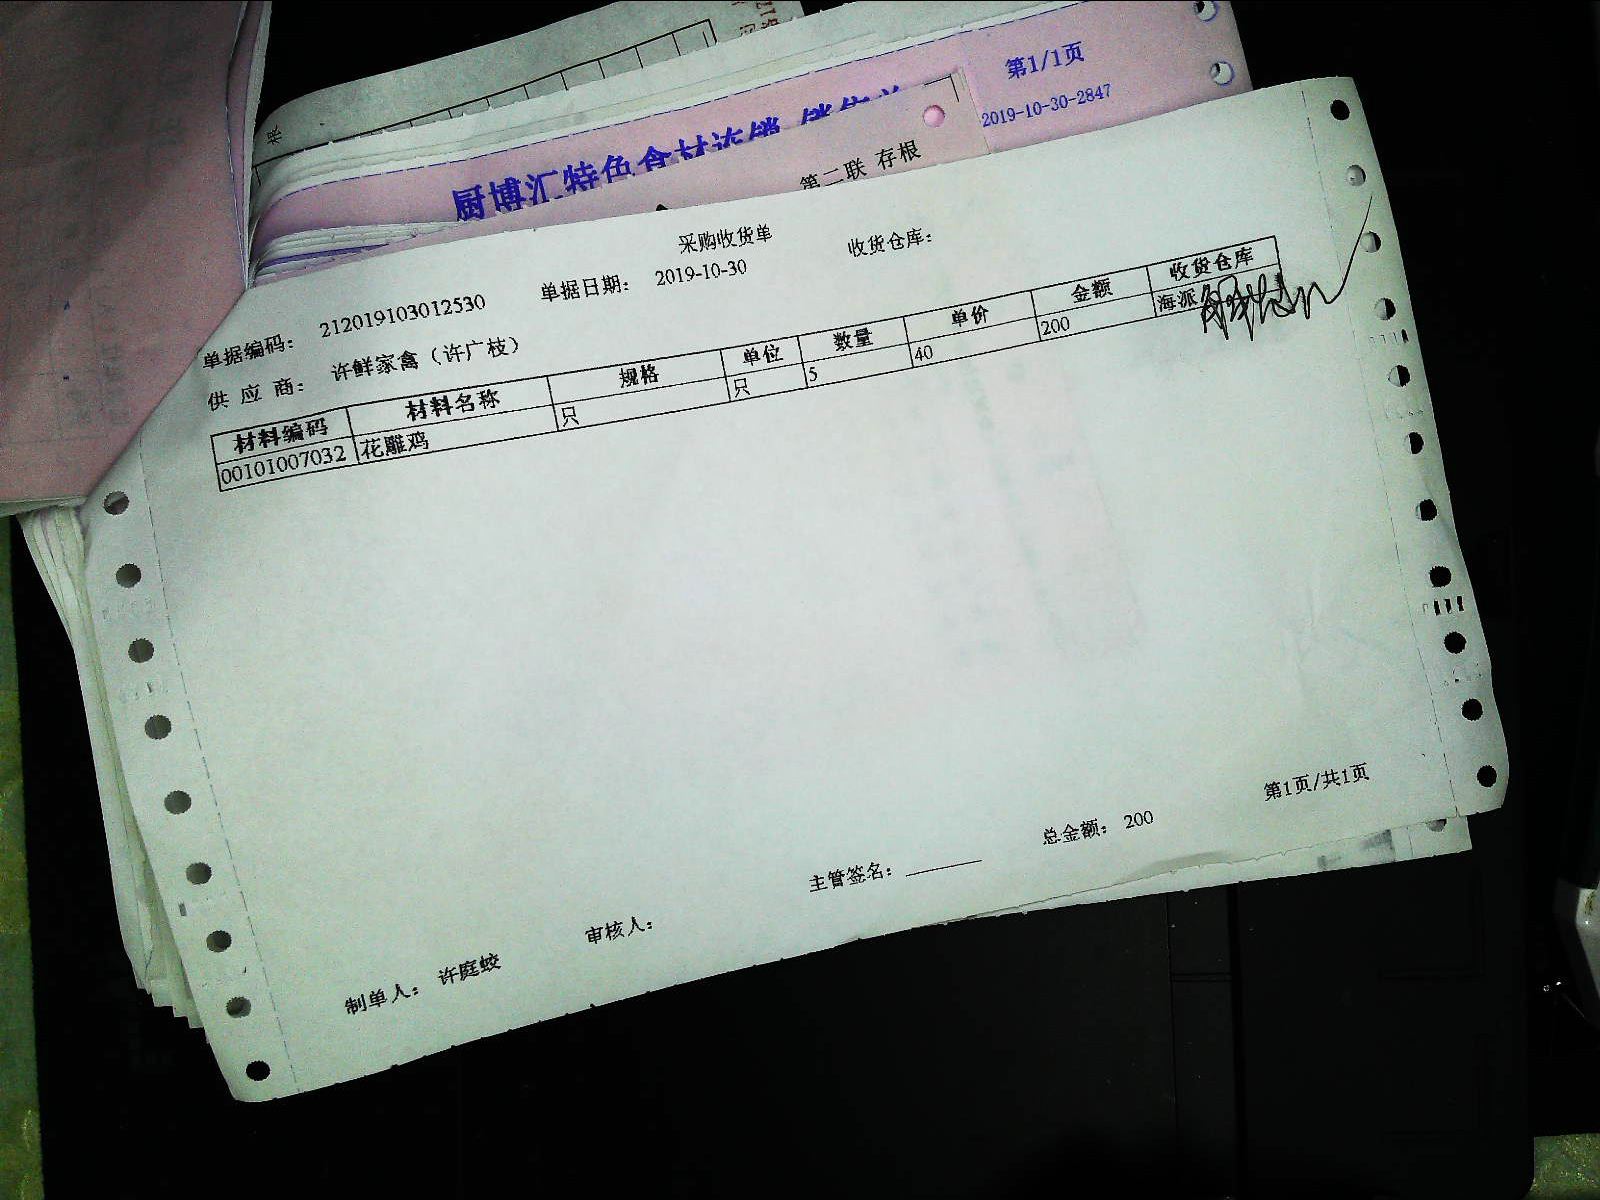 第1/1页
厨博汇特色食材连锁
2019-10-30-2847
第二联 存根
采购收货单
单据编码： 212019103012530 单据日期： 2019-10-30 收货仓库：
供 应 商： 许鲜家禽（许广枝）
材料编码 材料名称 规格 单位 数量 单价 金额 收货仓库
00101007032 花雕鸡 只 只 5 40 200 海派
主管签名： 总金额： 200 第1页/共1页
制单人： 许庭蛟 审核人：